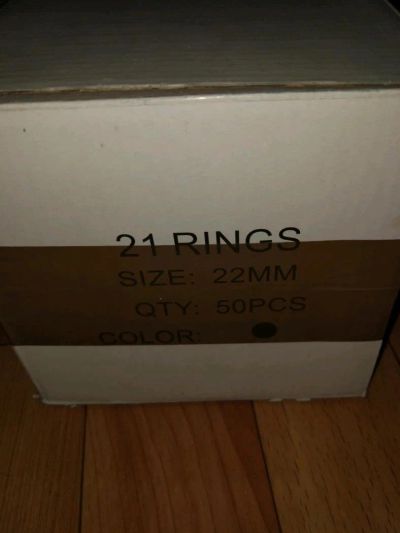 21 RINGS
SIZE: 22MM
QTY: 50PCS
COLOR: